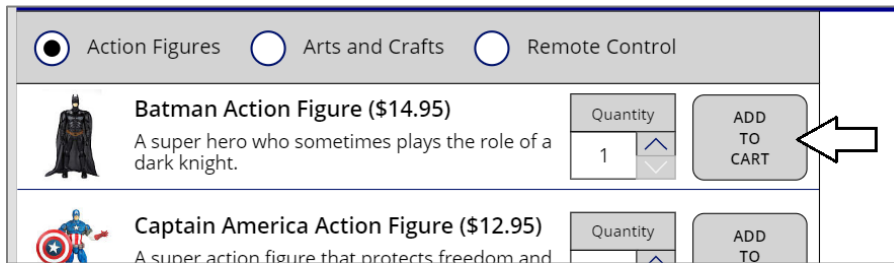 Action Figures Arts and Crafts Remote Control
Batman Action Figure ($14.95)
A super hero who sometimes plays the role of a
dark knight.
Quantity
1
ADD
TO
CART
Captain America Action Figure ($12.95)
A super action figure that protects freedom and
Quantity
ADD
TO